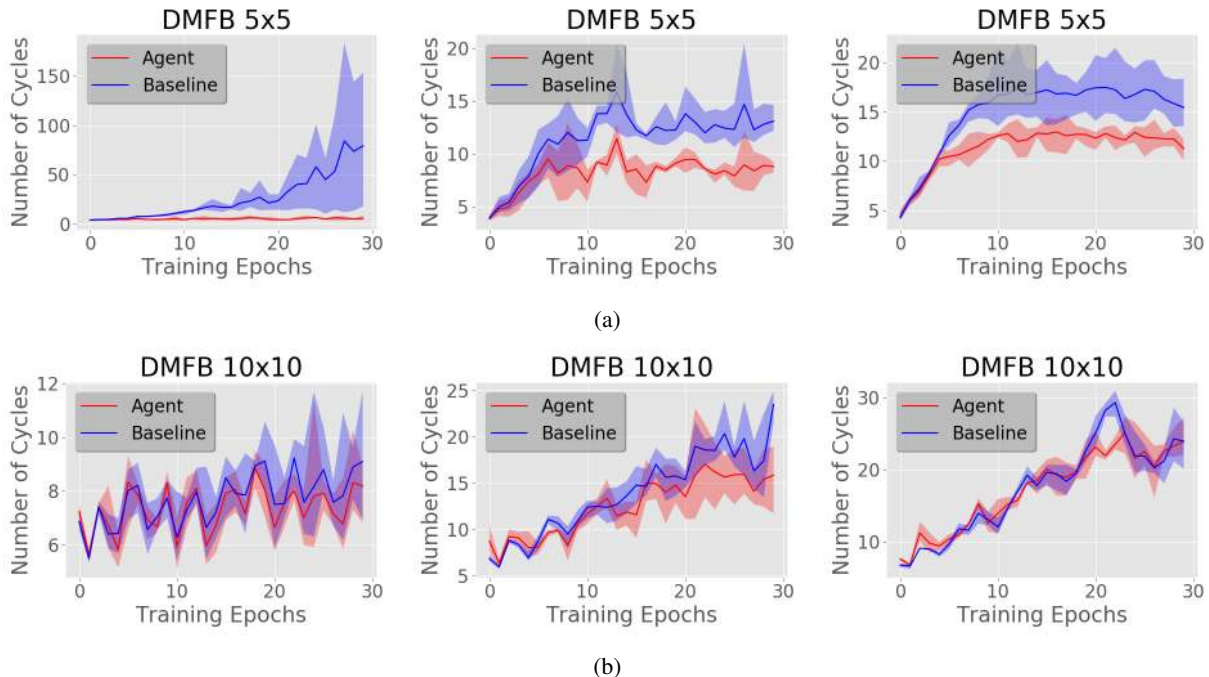 DMFB 5x5
Number of Cycles
150
100
50
0
Agent
Baseline
0 10 20 30
Training Epochs
DMFB 5x5
Number of Cycles
20
15
10
5
Agent
Baseline
0 10 20 30
Training Epochs
DMFB 5x5
Number of Cycles
20
15
10
5
Agent
Baseline
0 10 20 30
Training Epochs
(a)
DMFB 10x10
Number of Cycles
12
10
8
6
Agent
Baseline
0 10 20 30
Training Epochs
DMFB 10x10
Number of Cycles
25
20
15
10
5
Agent
Baseline
0 10 20 30
Training Epochs
DMFB 10x10
Number of Cycles
30
20
10
Agent
Baseline
0 10 20 30
Training Epochs
(b)